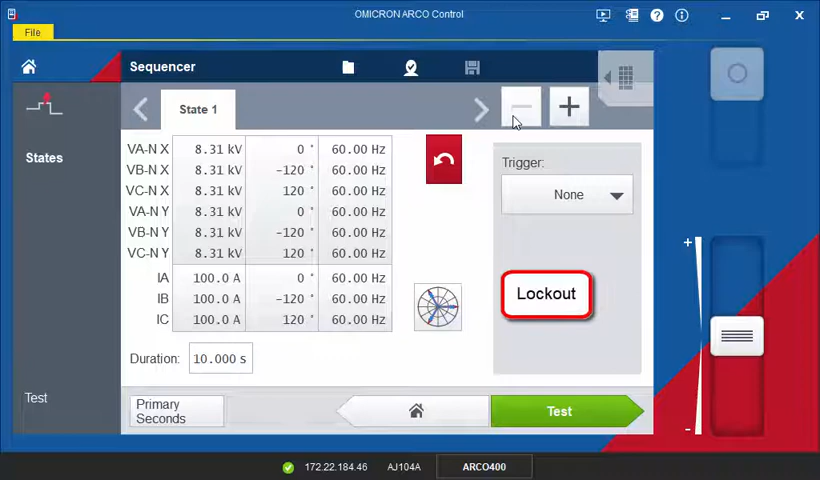 OMICRON ARCO Control
File
Sequencer
State 1
States
VA-N X 8.31 kV 0 ° 60.00 Hz
VB-N X 8.31 kV -120 ° 60.00 Hz
VC-N X 8.31 kV 120 ° 60.00 Hz
VA-N Y 8.31 kV 0 ° 60.00 Hz
VB-N Y 8.31 kV -120 ° 60.00 Hz
VC-N Y 8.31 kV 120 ° 60.00 Hz
IA 100.0 A 0 ° 60.00 Hz
IB 100.0 A -120 ° 60.00 Hz
IC 100.0 A 120 ° 60.00 Hz
Duration: 10.000 s
Trigger:
None
Lockout
+
-
Test
Primary
Seconds
Test
172.22.184.46 AJ104A ARCO400